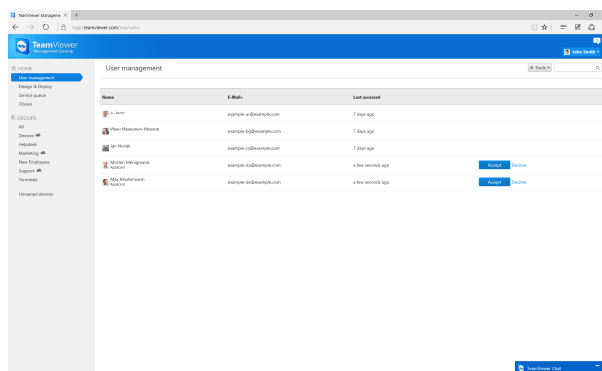 TeamViewer Manageme
login.teamviewer.com/nav/users
TeamViewer
Management Console
John Smith
HOME
User management
Design & Deploy
Service queue
ITbrain
GROUPS
All
Devices
Helpdesk
Marketing
New Employees
Support
Terminals
Unnamed devices
User management
Tools
Name E-Mail Last accessed
example-ar@example.com 7 days ago
Иван Иванович Иванов example-bg@example.com 7 days ago
Jan Novák example-cs@example.com 7 days ago
Morten Menigmand example-da@example.com a few seconds ago Accept Decline
Applicant
Max Mustermann example-de@example.com a few seconds ago Accept Decline
Applicant
TeamViewer Chat